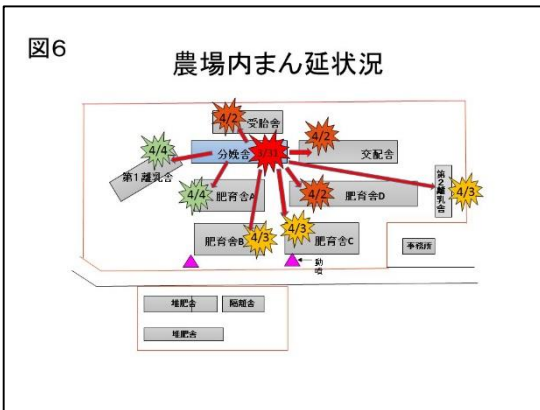 図6
農場内まん延状況
4/2
受胎舎
4/2
4/4
分娩舎
3/31
交配舎
第1離乳舎
第2離乳舎
4/4
肥育舎A
4/2
肥育舎D
4/3
4/3
4/3
肥育舎B
肥育舎C
事務所
動噴
堆肥舎
隔離舎
堆肥舎